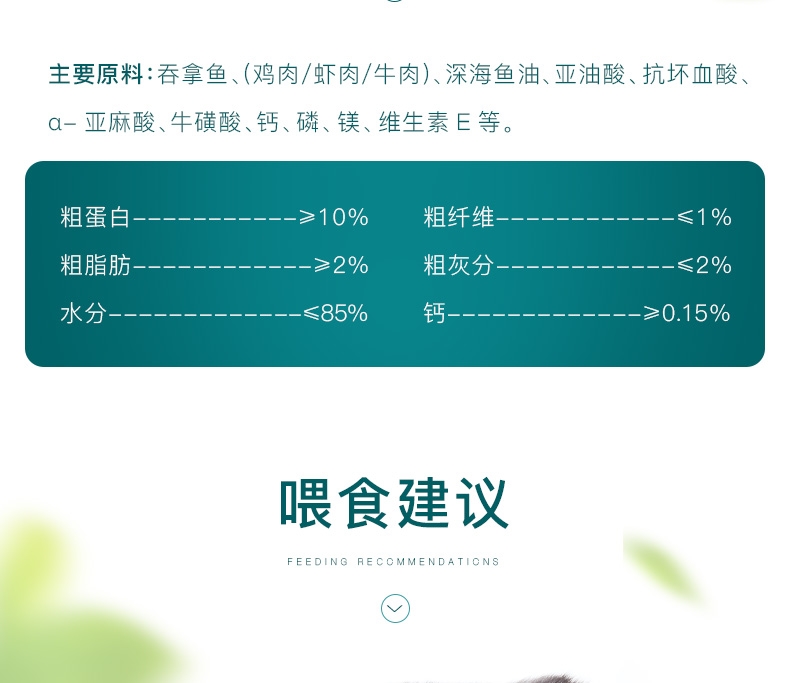 主要原料:吞拿鱼、(鸡肉/虾肉/牛肉)、深海鱼油、亚油酸、抗坏血酸、
α- 亚麻酸、牛磺酸、钙、磷、镁、维生素 E 等。
粗蛋白-----------⩾10%
粗纤维------------⩽1%
粗脂肪------------⩾2%
粗灰分------------⩽2%
水分-------------⩽85%
钙-------------⩾0.15%
喂食建议
FEEDING RECOMMENDATIONS